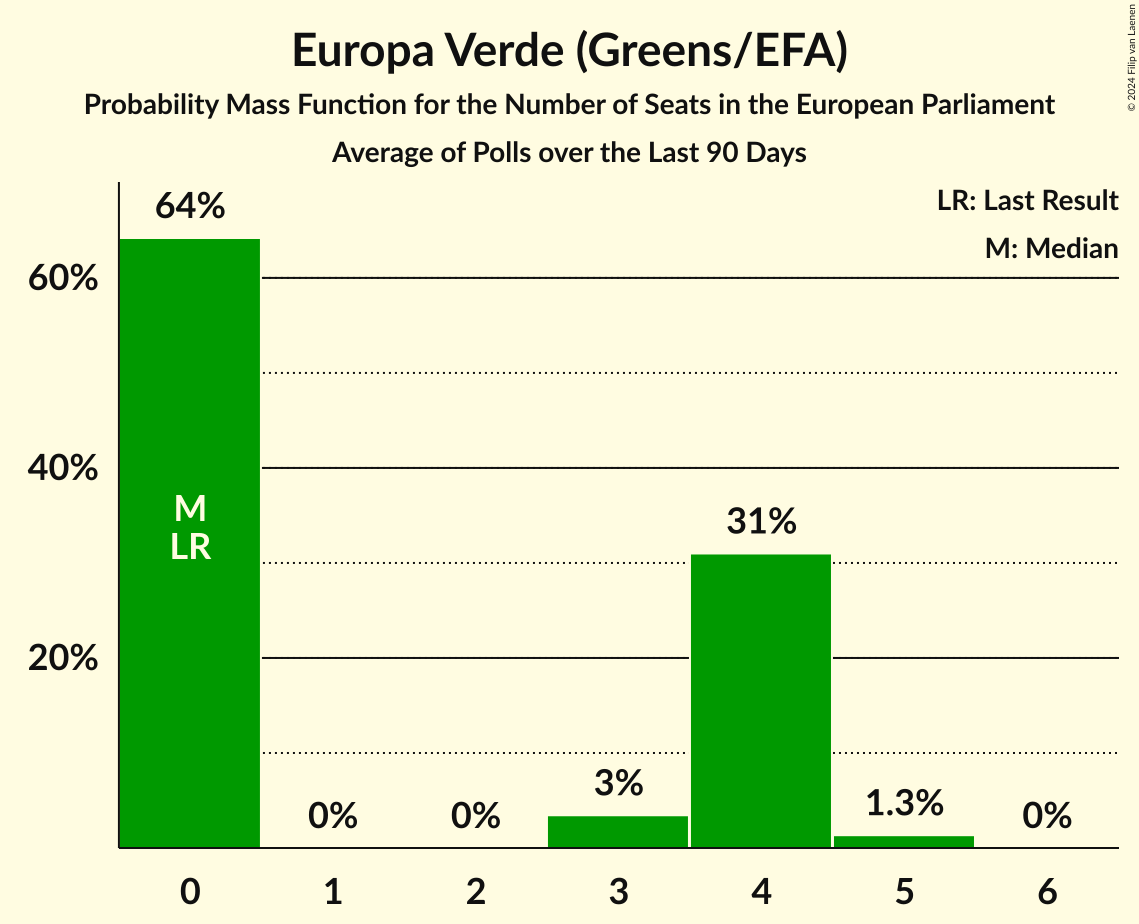 Europa Verde (Greens/EFA)
Probability Mass Function for the Number of Seats in the European Parliament
Average of Polls over the Last 90 Days
© 2024 Filip van Laenen
LR: Last Result
M: Median
64%
60%
40%
20%
M
LR
0%
0%
3%
31%
1.3%
0%
0
1
2
3
4
5
6